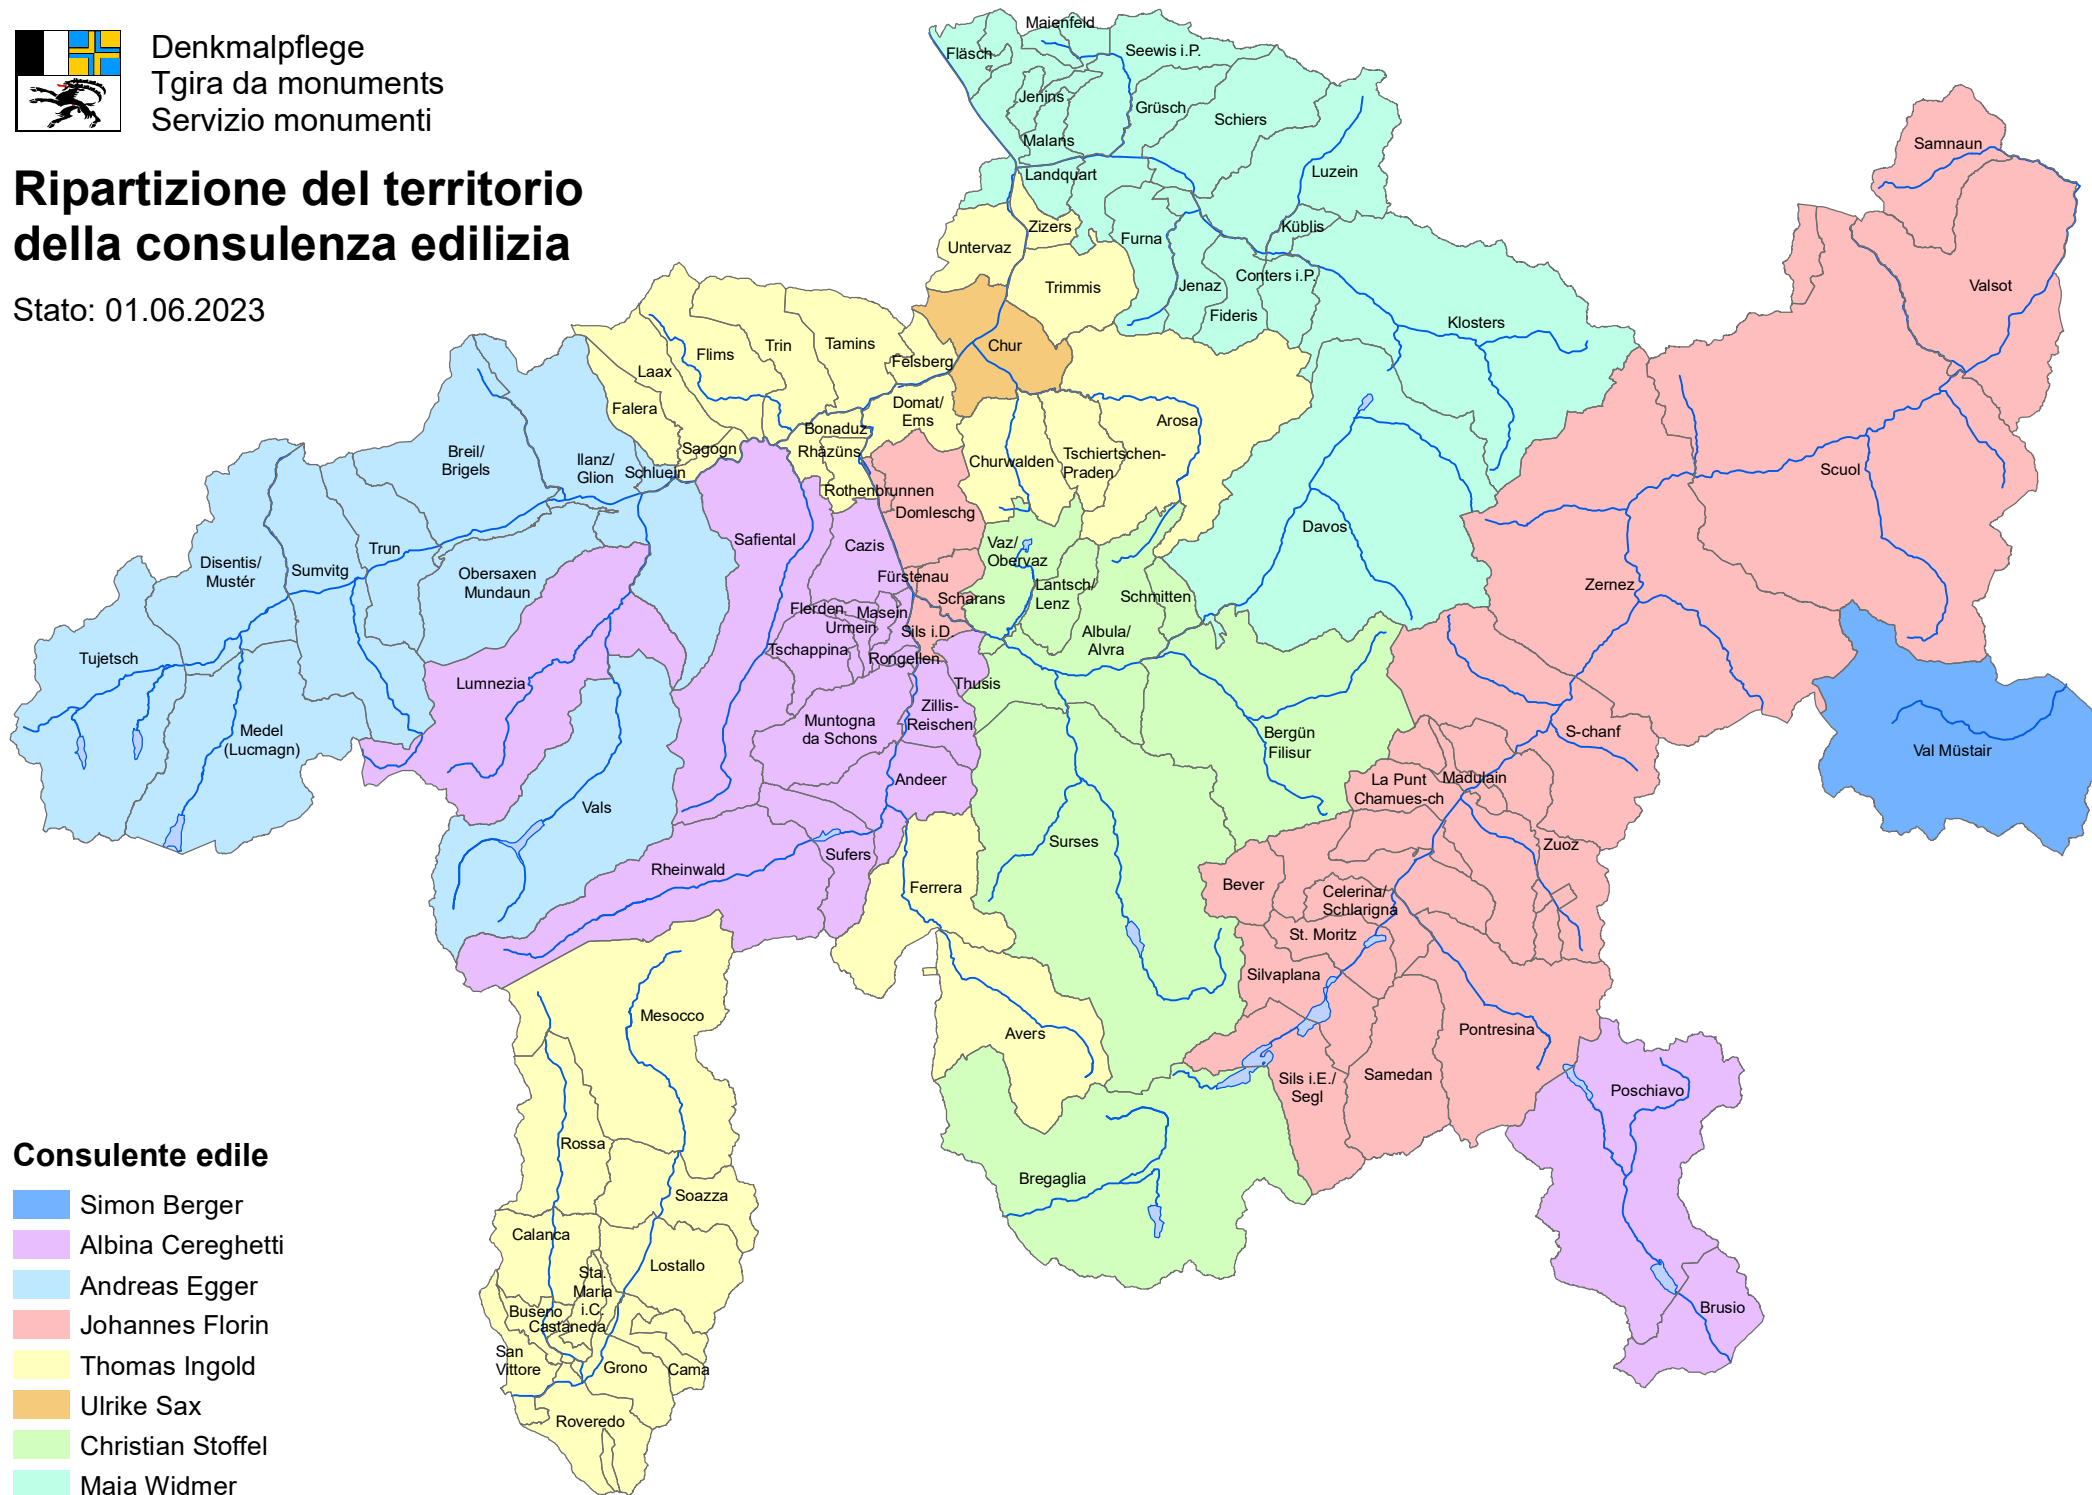 Denkmalpflege
Tgira da monuments
Servizio monumenti
Ripartizione del territorio
della consulenza edilizia
Stato: 01.06.2023
Maienfeld
Fläsch
Seewis i.P.
Jenins
Grüsch
Schiers
Malans
Landquart
Luzein
Samnaun
Zizers
Untervaz
Furna
Küblis
Trimmis
Jenaz
Conters i.P.
Fideris
Klosters
Valsot
Chur
Flims
Trin
Tamins
Felsberg
Laax
Falera
Domat/
Ems
Bonaduz
Arosa
Sagogn
Rhäzüns
Churwalden
Tschiertschen-
Praden
Breil/
Brigels
Ilanz/
Glion
Schluein
Rothenbrunnen
Domleschg
Scuol
Davos
Safiental
Cazis
Vaz/
Obervaz
Trun
Disentis/
Mustér
Sumvitg
Obersaxen
Mundaun
Fürstenau
Scharans
Lantsch/
Lenz
Schmitten
Zernez
Flerden
Masein
Urmein
Sils i.D.
Albula/
Alvra
Tschappina
Rongellen
Tujetsch
Lumnezia
Thusis
Zillis-
Reischen
Muntogna
da Schons
Medel
(Lucmagn)
Bergün
Filisur
S-chanf
Val Müstair
Andeer
La Punt
Chamues-ch
Madulain
Vals
Surses
Zuoz
Sufers
Rheinwald
Ferrera
Bever
Celerina/
Schlarigna
St. Moritz
Silvaplana
Mesocco
Avers
Pontresina
Sils i.E./
Segl
Samedan
Poschiavo
Rossa
Bregaglia
Soazza
Calanca
Lostallo
Sta.
Maria
i.C.
Buseno
Castaneda
Brusio
San
Vittore
Grono
Cama
Roveredo
Consulente edile
Simon Berger
Albina Cereghetti
Andreas Egger
Johannes Florin
Thomas Ingold
Ulrike Sax
Christian Stoffel
Maia Widmer